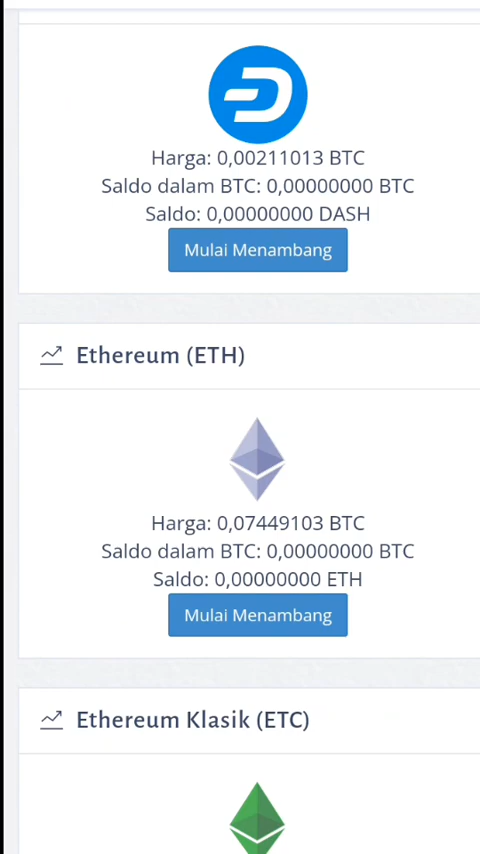 Harga: 0,00211013 BTC
Saldo dalam BTC: 0,00000000 BTC
Saldo: 0,00000000 DASH
Mulai Menambang
Ethereum (ETH)
Harga: 0,07449103 BTC
Saldo dalam BTC: 0,00000000 BTC
Saldo: 0,00000000 ETH
Mulai Menambang
Ethereum Klasik (ETC)